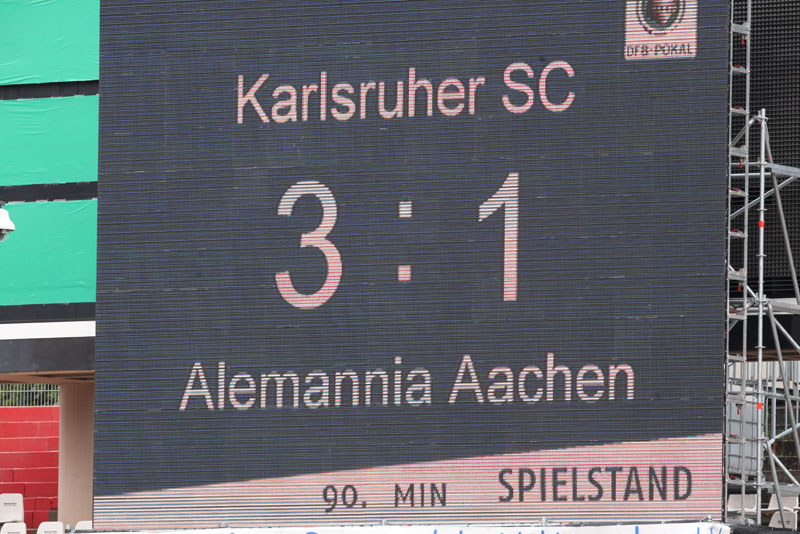 DFB-POKAL
Karlsruher SC
3 : 1
Alemannia Aachen
90. MIN SPIELSTAND